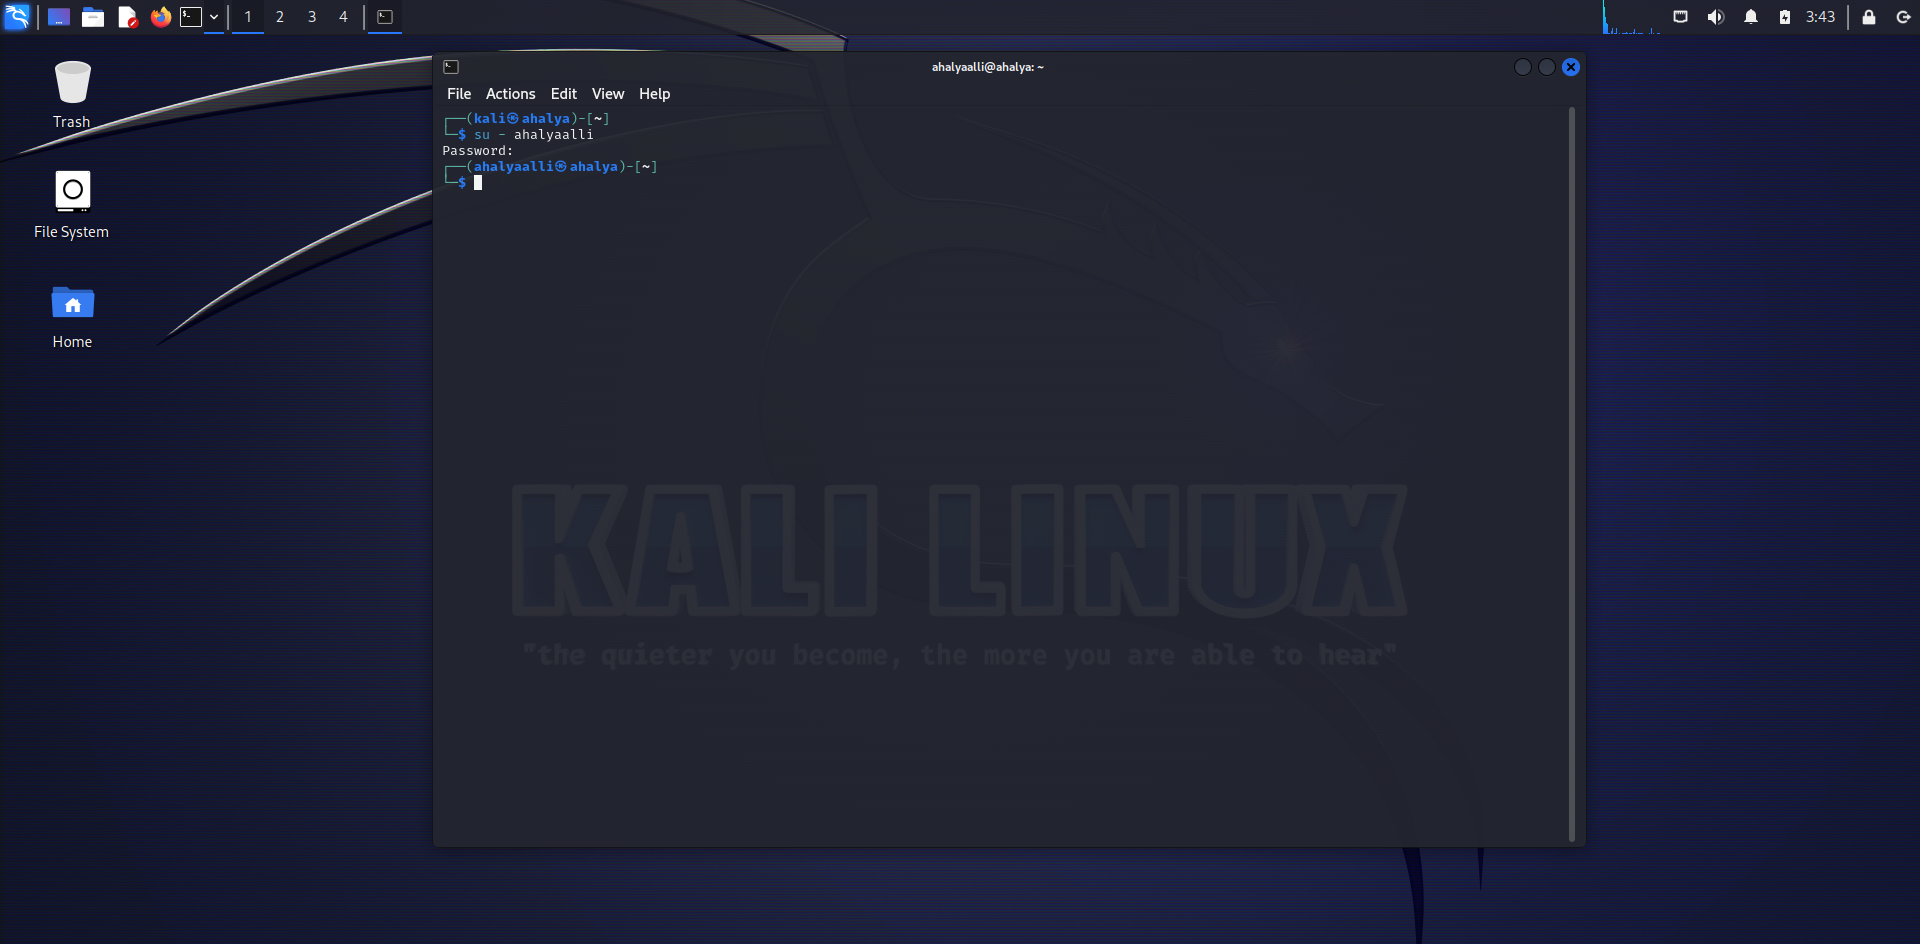 1 2 3 4
3:43
Trash
File System
Home
ahalyaalli@ahalya: ~
File Actions Edit View Help
┌──(kali㉿ahalya)-[~]
└─$ su - ahalyaalli
Password:
┌──(ahalyaalli㉿ahalya)-[~]
└─$
KALI LINUX
"the quieter you become, the more you are able to hear"